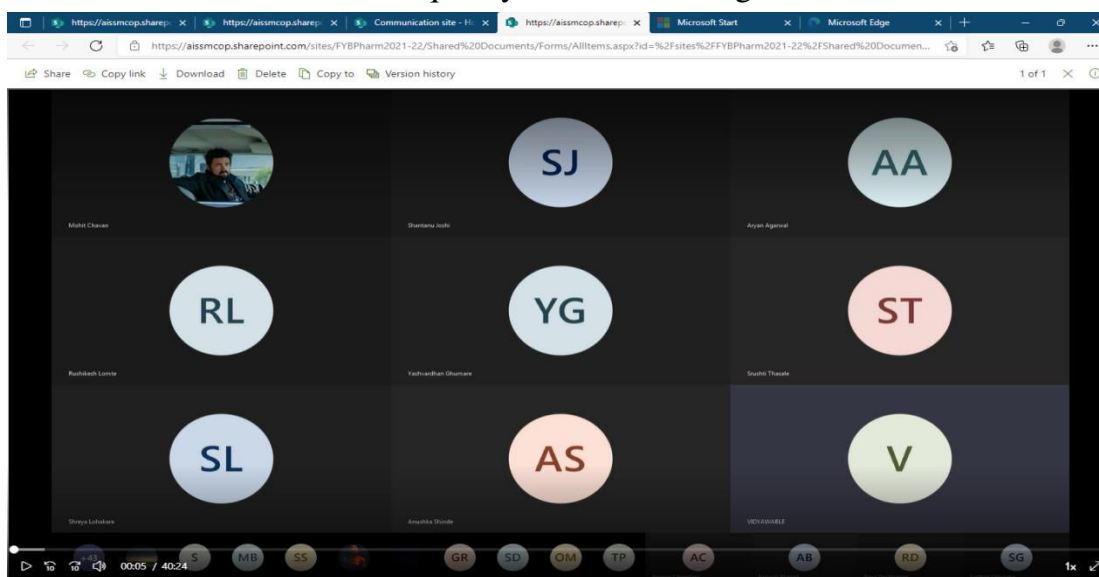 https://aissmcop.sharep
https://aissmcop.sharep
Communication site - H
https://aissmcop.sharep
Microsoft Start
Microsoft Edge
https://aissmcop.sharepoint.com/sites/FYBPharm2021-22/Shared%20Documents/Forms/AllItems.aspx?id=%2Fsites%2FFYBPharm2021-22%2FShared%20Documen...
Share Copy link Download Delete Copy to Version history 1 of 1
SJ AA
Mohit Chavan Shantanu Joshi Aryan Agarwal
RL YG ST
Rushikesh Lomte Yashvardhan Ghumare Srushti Thasale
SL AS V
Shreya Lohakare Anushka Shinde VIDYAWABLE
+43 S MB SS GR SD OM TP AC AB RD SG
10 10 00:05 / 40:24 1x